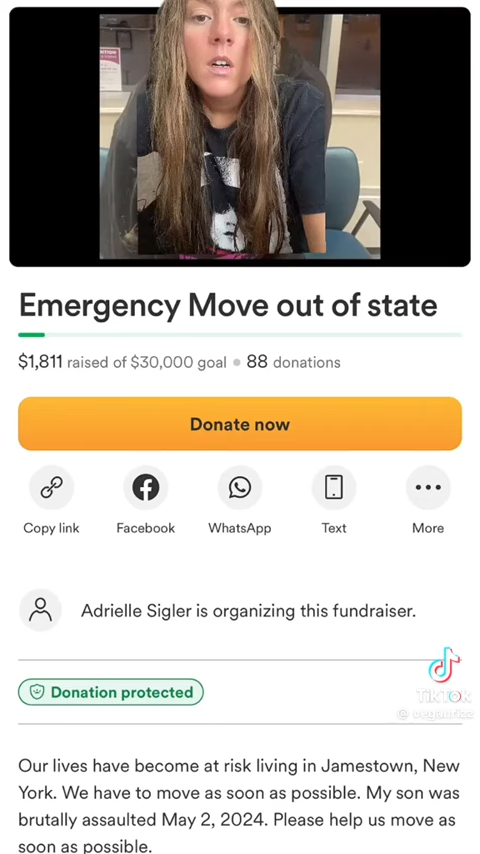 Emergency Move out of state
$1,811 raised of $30,000 goal 88 donations
Donate now
Copy link Facebook WhatsApp Text More
Adrielle Sigler is organizing this fundraiser.
Donation protected
TikTok
Our lives have become at risk living in Jamestown, New
York. We have to move as soon as possible. My son was
brutally assaulted May 2, 2024. Please help us move as
soon as possible.